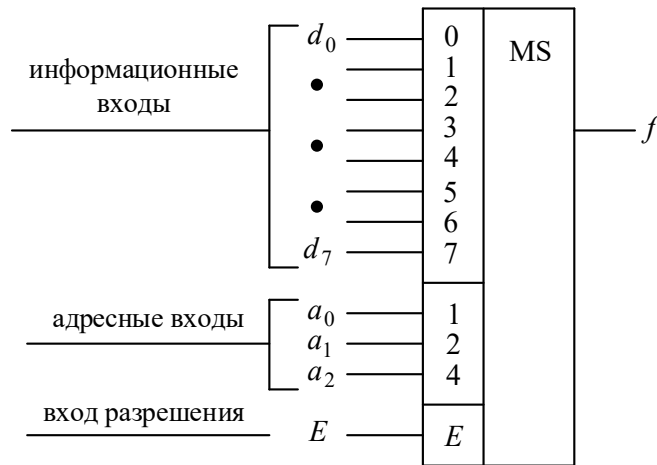 d0 0 MS
информационные
входы
1
2
3 f
4
5
6
d7 7
a0 1
адресные входы
a1 2
a2 4
вход разрешения
E E